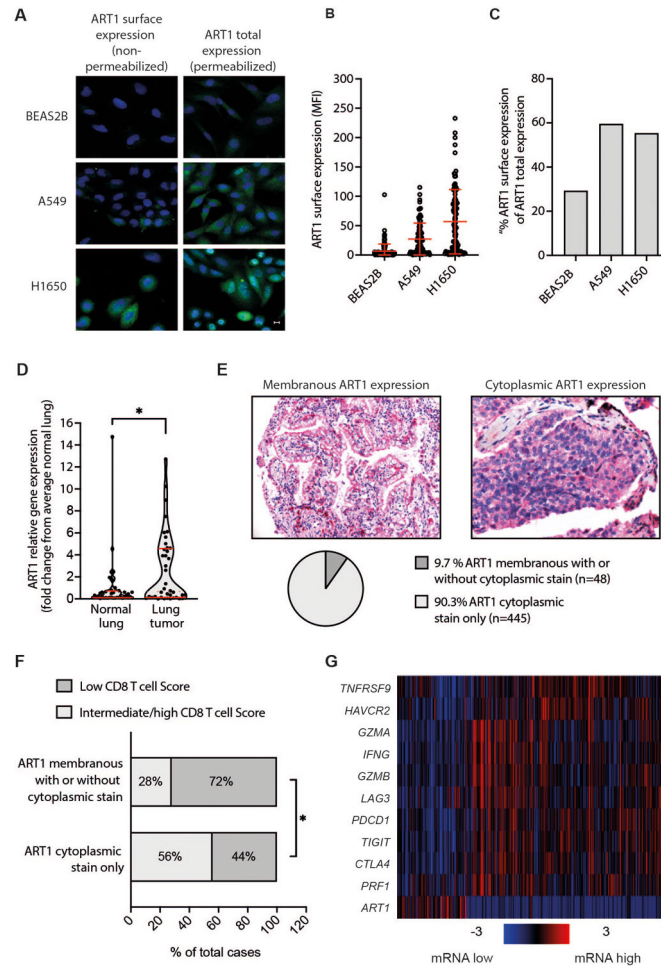 A
ART1 surface
expression
(non-
permeabilized)
ART1 total
expression
(permeabilized)
BEAS2B
A549
H1650
B
ART1 surface expression (MFI)
300
250
200
150
100
50
0
BEAS2B
A549
H1650
C
"% ART1 surface expression
of ART1 total expression
80
60
40
20
0
BEAS2B
A549
H1650
D
ART1 relative gene expression
(fold change from average normal lung)
16
14
12
10
8
6
4
2
0
*
Normal
lung
Lung
tumor
E
Membranous ART1 expression
Cytoplasmic ART1 expression
9.7 % ART1 membranous with or
without cytoplasmic stain (n=48)
90.3% ART1 cytoplasmic
stain only (n=445)
F
Low CD8 T cell Score
Intermediate/high CD8 T cell Score
ART1 membranous
with or without
cytoplasmic stain
28%
72%
*
ART1 cytoplasmic
stain only
56%
44%
0
20
40
60
80
100
120
% of total cases
G
TNFRSF9
HAVCR2
GZMA
IFNG
GZMB
LAG3
PDCD1
TIGIT
CTLA4
PRF1
ART1
-3
3
mRNA low
mRNA high